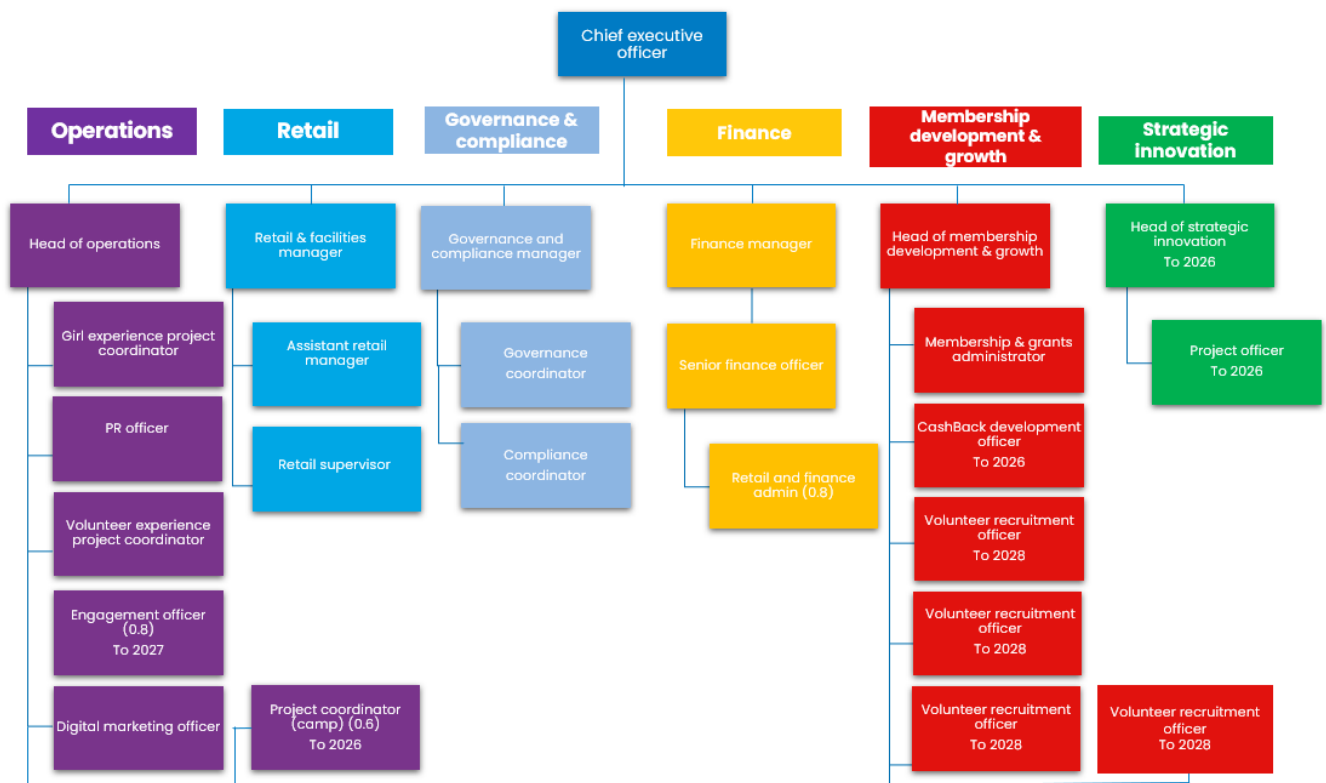 Chief executive
officer
Operations
Retail
Governance &
compliance
Finance
Membership
development &
growth
Strategic
innovation
Head of operations
Retail & facilities
manager
Governance and
compliance manager
Finance manager
Head of membership
development & growth
Head of strategic
innovation
To 2026
Girl experience project
coordinator
PR officer
Volunteer experience
project coordinator
Engagement officer
(0.8)
To 2027
Digital marketing officer
Project coordinator
(camp) (0.6)
To 2026
Assistant retail
manager
Retail supervisor
Governance
coordinator
Compliance
coordinator
Senior finance officer
Retail and finance
admin (0.8)
Membership & grants
administrator
CashBack development
officer
To 2026
Volunteer recruitment
officer
To 2028
Volunteer recruitment
officer
To 2028
Volunteer recruitment
officer
To 2028
Volunteer recruitment
officer
To 2028
Project officer
To 2026